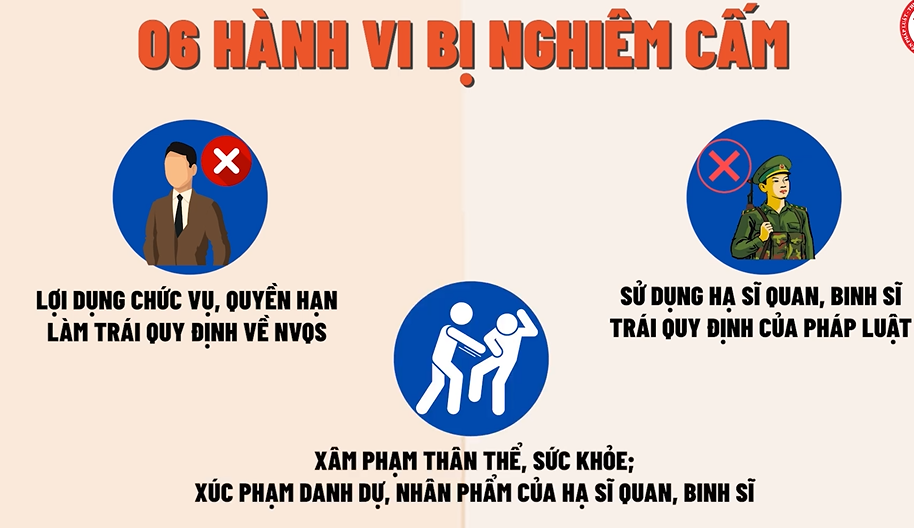 06 HÀNH VI BỊ NGHIÊM CẤM
LỢI DỤNG CHỨC VỤ, QUYỀN HẠN
LÀM TRÁI QUY ĐỊNH VỀ NVQS
SỬ DỤNG HẠ SĨ QUAN, BINH SĨ
TRÁI QUY ĐỊNH CỦA PHÁP LUẬT
XÂM PHẠM THÂN THỂ, SỨC KHỎE;
XÚC PHẠM DANH DỰ, NHÂN PHẨM CỦA HẠ SĨ QUAN, BINH SĨ